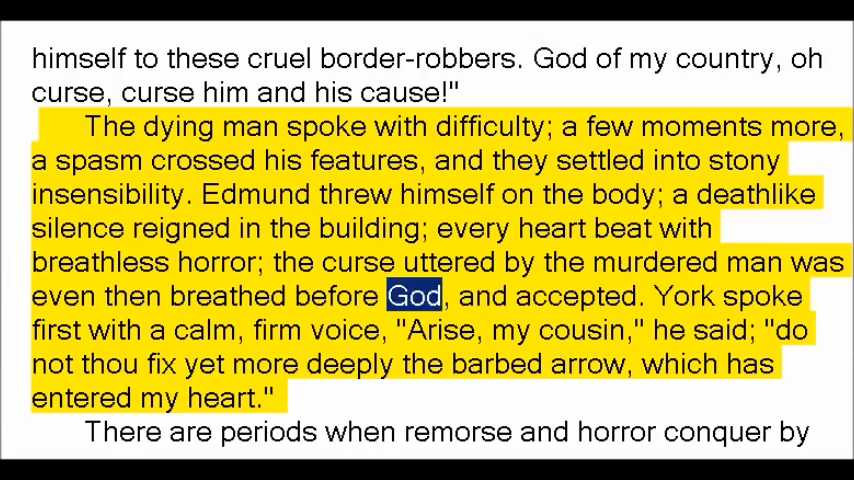 himself to these cruel border-robbers. God of my country, oh
curse, curse him and his cause!"
The dying man spoke with difficulty; a few moments more,
a spasm crossed his features, and they settled into stony
insensibility. Edmund threw himself on the body; a deathlike
silence reigned in the building; every heart beat with
breathless horror; the curse uttered by the murdered man was
even then breathed before God, and accepted. York spoke
first with a calm, firm voice, "Arise, my cousin," he said; "do
not thou fix yet more deeply the barbed arrow, which has
entered my heart."
There are periods when remorse and horror conquer by